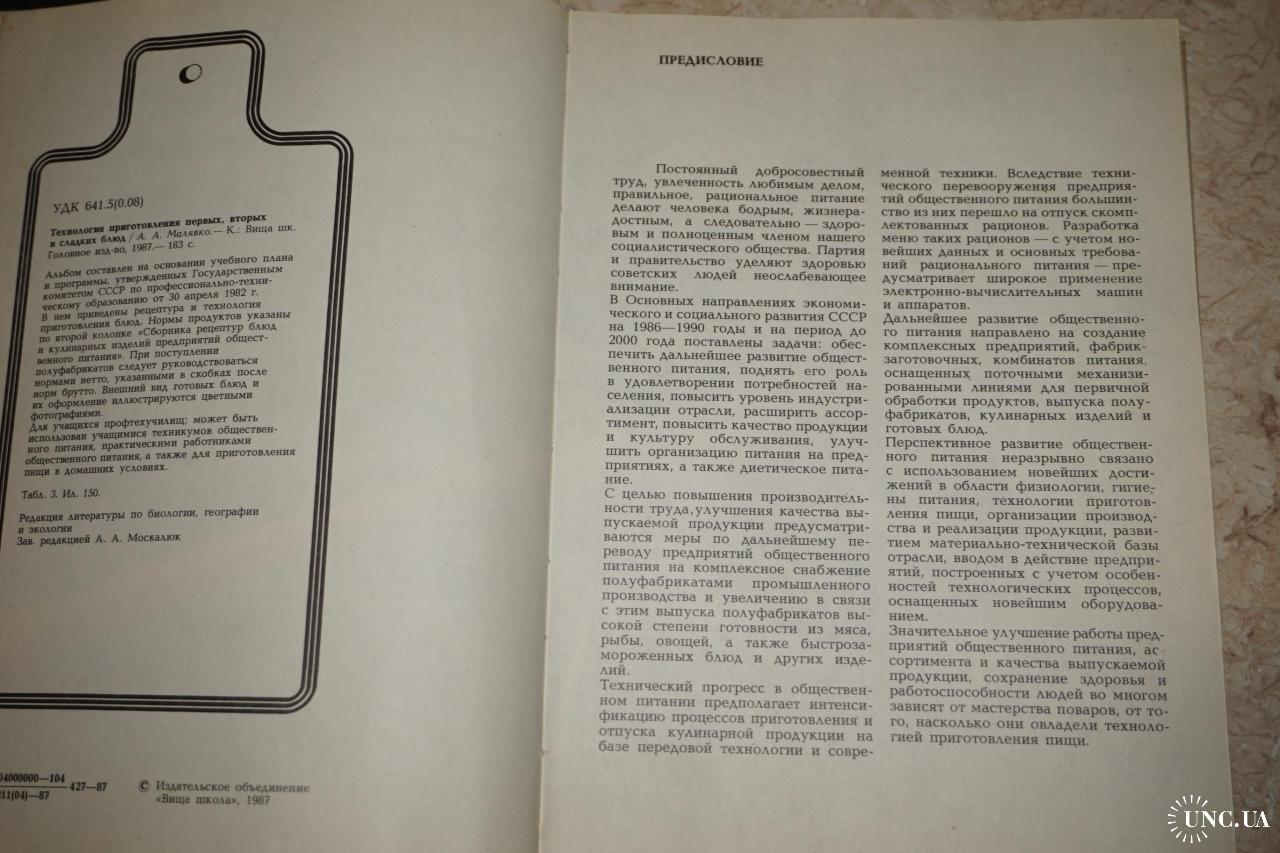 УДК 641.5(0.08)
Технология приготовления первых, вторых
и сладких блюд / А. А. Малявко.— К.: Вища шк.
Головное изд-во, 1987.— 183 с.
Альбом составлен на основании учебного плана
и программы, утвержденных Государственным
комитетом СССР по профессионально-техни-
ческому образованию от 30 апреля 1982 г.
В нем приведены рецептура и технология
приготовления блюд. Нормы продуктов указаны
по второй колонке «Сборника рецептур блюд
и кулинарных изделий предприятий общест-
венного питания». При поступлении
полуфабрикатов следует руководствоваться
нормами нетто, указанными в скобках после
норм брутто. Внешний вид готовых блюд и
их оформление иллюстрируются цветными
фотографиями.
Для учащихся профтехучилищ; может быть
использован учащимися техникумов обществен-
ного питания, практическими работниками
общественного питания, а также для приготовления
пищи в домашних условиях.
Табл. 3. Ил. 150.
Редакция литературы по биологии, географии
и экологии
Зав. редакцией А. А. Москалюк
04000000—104
211(04)—87
427—87
© Издательское объединение
«Вища школа», 1987
ПРЕДИСЛОВИЕ
Постоянный добросовестный
труд, увлеченность любимым делом,
правильное, рациональное питание
делают человека бодрым, жизнера-
достным, а следовательно — здоро-
вым и полноценным членом нашего
социалистического общества. Партия
и правительство уделяют здоровью
советских людей неослабевающее
внимание.
В Основных направлениях экономи-
ческого и социального развития СССР
на 1986—1990 годы и на период до
2000 года поставлены задачи: обес-
печить дальнейшее развитие общест-
венного питания, поднять его роль
в удовлетворении потребностей на-
селения, повысить уровень индустри-
ализации отрасли, расширить ассор-
тимент, повысить качество продукции
и культуру обслуживания, улуч-
шить организацию питания на пред-
приятиях, а также диетическое пита-
ние.
С целью повышения производитель-
ности труда, улучшения качества вы-
пускаемой продукции предусматри-
ваются меры по дальнейшему пе-
реводу предприятий общественного
питания на комплексное снабжение
полуфабрикатами промышленного
производства и увеличению в связи
с этим выпуска полуфабрикатов вы-
сокой степени готовности из мяса,
рыбы, овощей, а также быстроза-
мороженных блюд и других изде-
лий.
Технический прогресс в обществен-
ном питании предполагает интенси-
фикацию процессов приготовления и
отпуска кулинарной продукции на
базе передовой технологии и совре-
менной техники. Вследствие техни-
ческого перевооружения предприя-
тий общественного питания большин-
ство из них перешло на отпуск скомп-
лектованных рационов. Разработка
меню таких рационов — с учетом но-
вейших данных и основных требова-
ний рационального питания — пре-
дусматривает широкое применение
электронно-вычислительных машин
и аппаратов.
Дальнейшее развитие общественно-
го питания направлено на создание
комплексных предприятий, фабрик-
заготовочных, комбинатов питания,
оснащенных поточными механизи-
рованными линиями для первичной
обработки продуктов, выпуска полу-
фабрикатов, кулинарных изделий и
готовых блюд.
Перспективное развитие обществен-
ного питания неразрывно связано
с использованием новейших дости-
жений в области физиологии, гигие-
ны питания, технологии приготов-
ления пищи, организации производ-
ства и реализации продукции, разви-
тием материально-технической базы
отрасли, вводом в действие предпри-
ятий, построенных с учетом особен-
ностей технологических процессов,
оснащенных новейшим оборудова-
нием.
Значительное улучшение работы пред-
приятий общественного питания, ас
сортимента и качества выпускаемой
продукции, сохранение здоровья и
работоспособности людей во многом
зависят от мастерства поваров, от то-
го, насколько они овладели техноло-
гией приготовления пищи.
UNC.UA